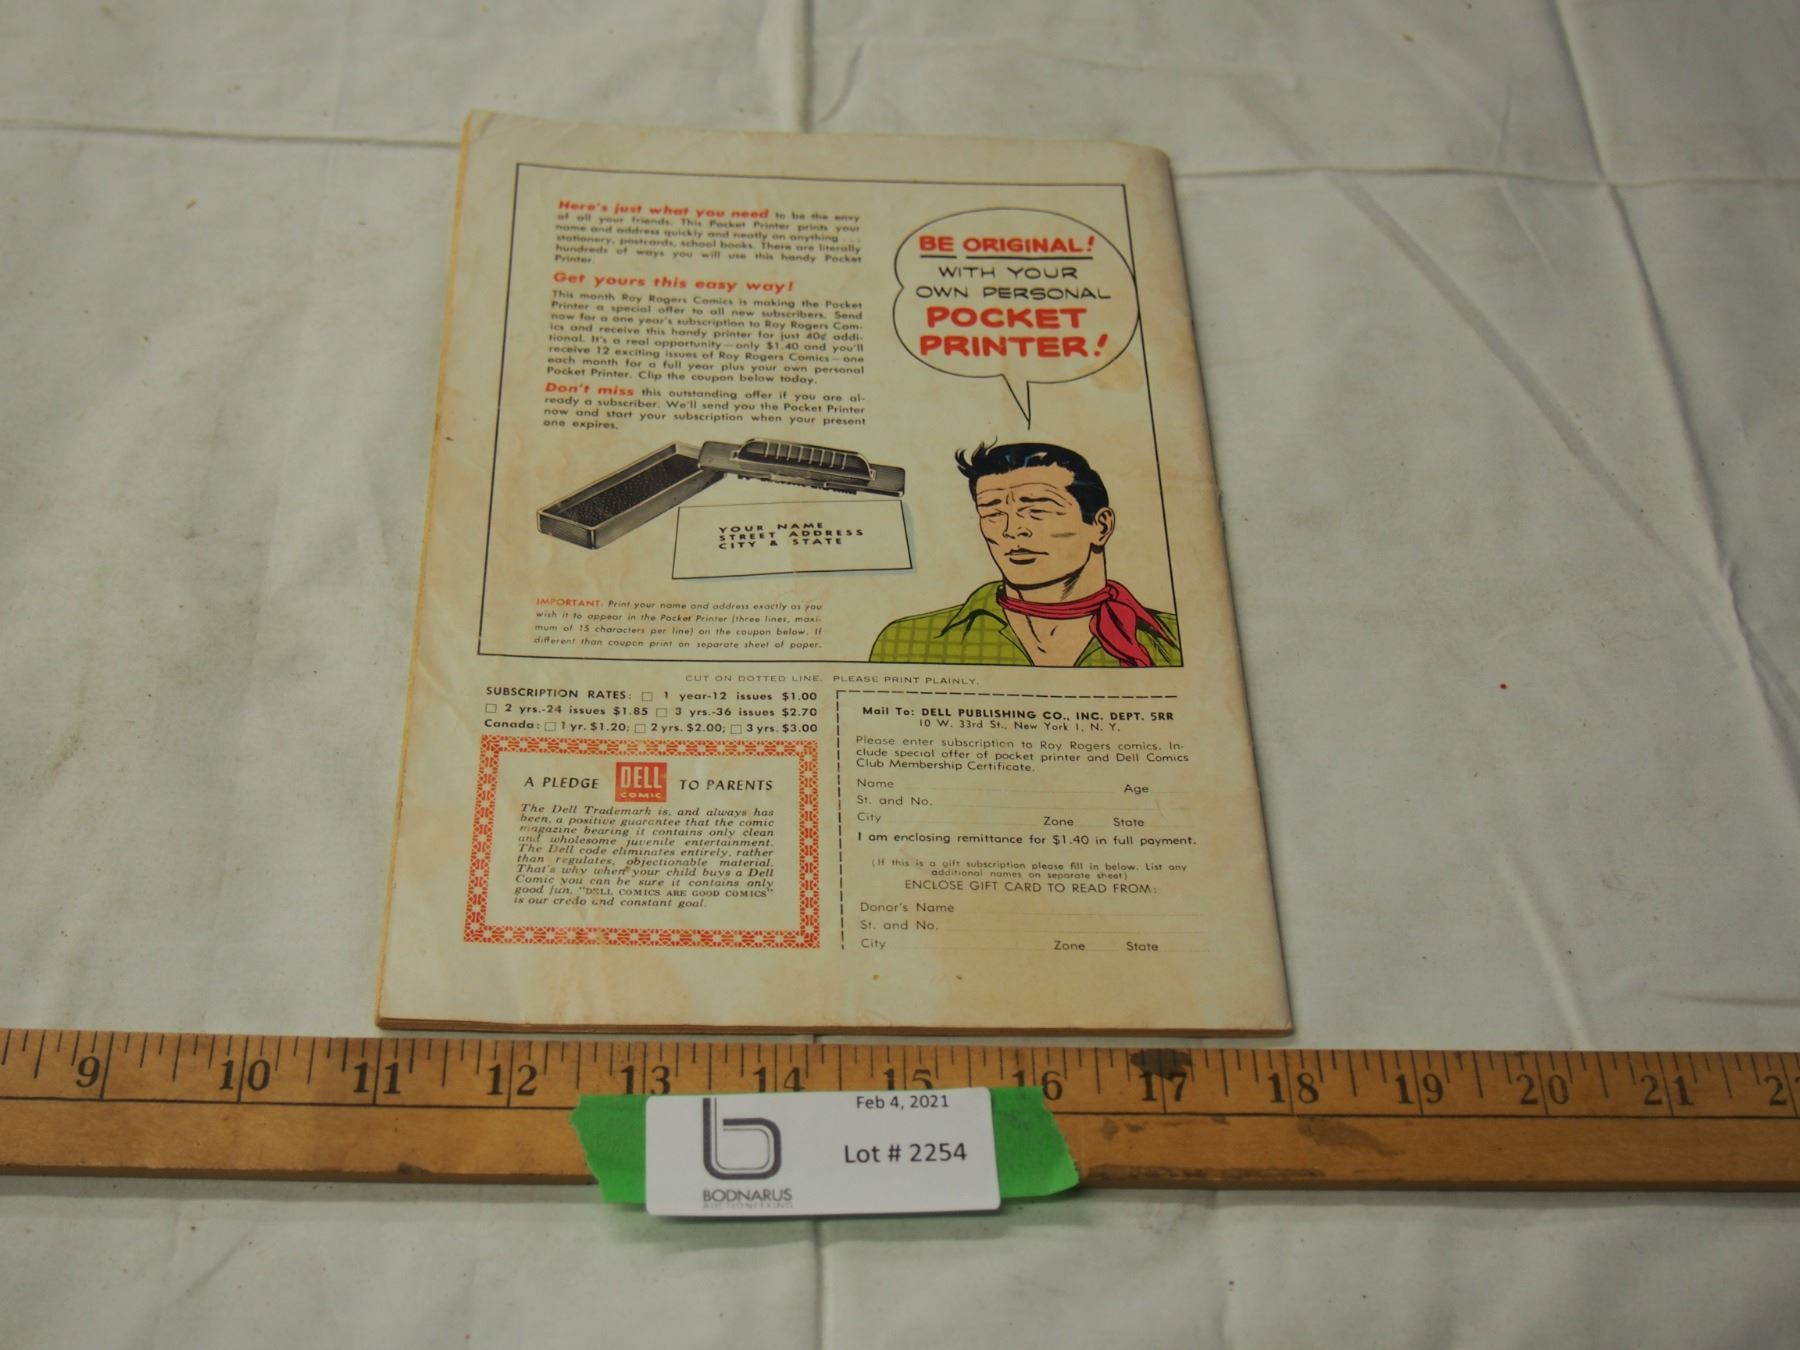 Here's just what you need to be the envy
of all your friends. This Pocket Printer prints your
name and address quickly and neatly on anything . . .
stationery, postcards, school books. There are literally
hundreds of ways you will use this handy Pocket
Printer.
Get yours this easy way!
This month Roy Rogers Comics is making the Pocket
Printer a special offer to all new subscribers. Send
now for a one year's subscription to Roy Rogers Com-
ics and receive this handy printer for just 40¢ addi-
tional. It's a real opportunity—only $1.40 and you'll
receive 12 exciting issues of Roy Rogers Comics—one
each month for a full year plus your own personal
Pocket Printer. Clip the coupon below today.
Don't miss this outstanding offer if you are al-
ready a subscriber. We'll send you the Pocket Printer
now and start your subscription when your present
one expires.
BE ORIGINAL!
WITH YOUR
OWN PERSONAL
POCKET
PRINTER!
YOUR NAME
STREET ADDRESS
CITY & STATE
IMPORTANT: Print your name and address exactly as you
wish it to appear in the Pocket Printer (three lines, maxi-
mum of 15 characters per line) on the coupon below. If
different than coupon print on separate sheet of paper.
CUT ON DOTTED LINE. PLEASE PRINT PLAINLY.
SUBSCRIPTION RATES: □ 1 year-12 issues $1.00
□ 2 yrs.-24 issues $1.85 □ 3 yrs.-36 issues $2.70
Canada: □ 1 yr. $1.20; □ 2 yrs. $2.00; □ 3 yrs. $3.00
A PLEDGE DELL COMIC TO PARENTS
The Dell Trademark is, and always has
been, a positive guarantee that the comic
magazine bearing it contains only clean
and wholesome juvenile entertainment.
The Dell code eliminates entirely, rather
than regulates, objectionable material.
That's why when your child buys a Dell
Comic you can be sure it contains only
good fun. "DELL COMICS ARE GOOD COMICS"
is our credo and constant goal.
Mail To: DELL PUBLISHING CO., INC. DEPT. 5RR
10 W. 33rd St., New York 1, N. Y.
Please enter subscription to Roy Rogers comics. In-
clude special offer of pocket printer and Dell Comics
Club Membership Certificate.
Name Age
St. and No.
City Zone State
I am enclosing remittance for $1.40 in full payment.
(If this is a gift subscription please fill in below. List any
additional names on separate sheet)
ENCLOSE GIFT CARD TO READ FROM:
Donor's Name
St. and No.
City Zone State
9 10 11 12 13 14 15 16 17 18 19 20 21
Feb 4, 2021
Lot # 2254
BODNARUS
AUCTIONEERING